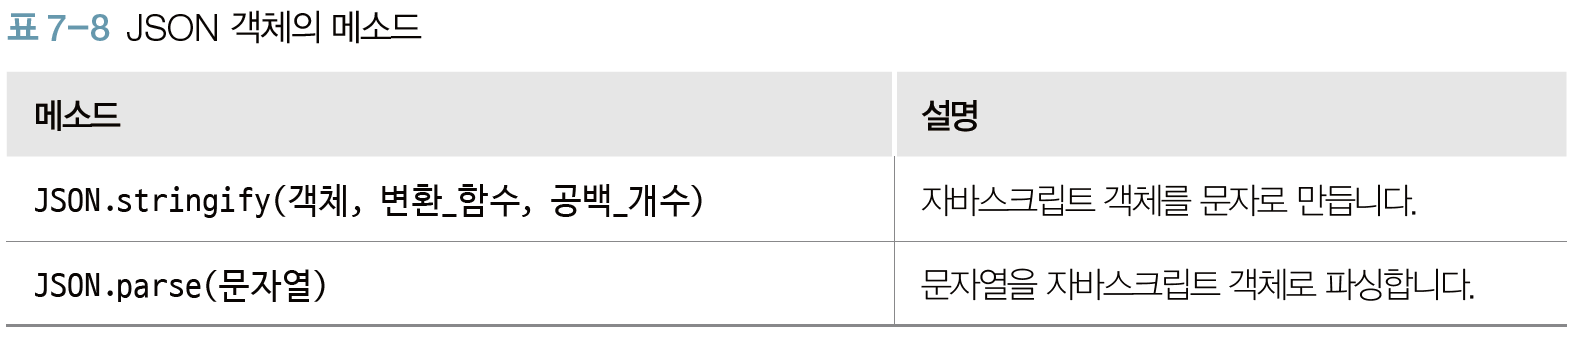 표 7-8 JSON 객체의 메소드
메소드 설명
JSON.stringify(객체, 변환_함수, 공백_개수) 자바스크립트 객체를 문자로 만듭니다.
JSON.parse(문자열) 문자열을 자바스크립트 객체로 파싱합니다.